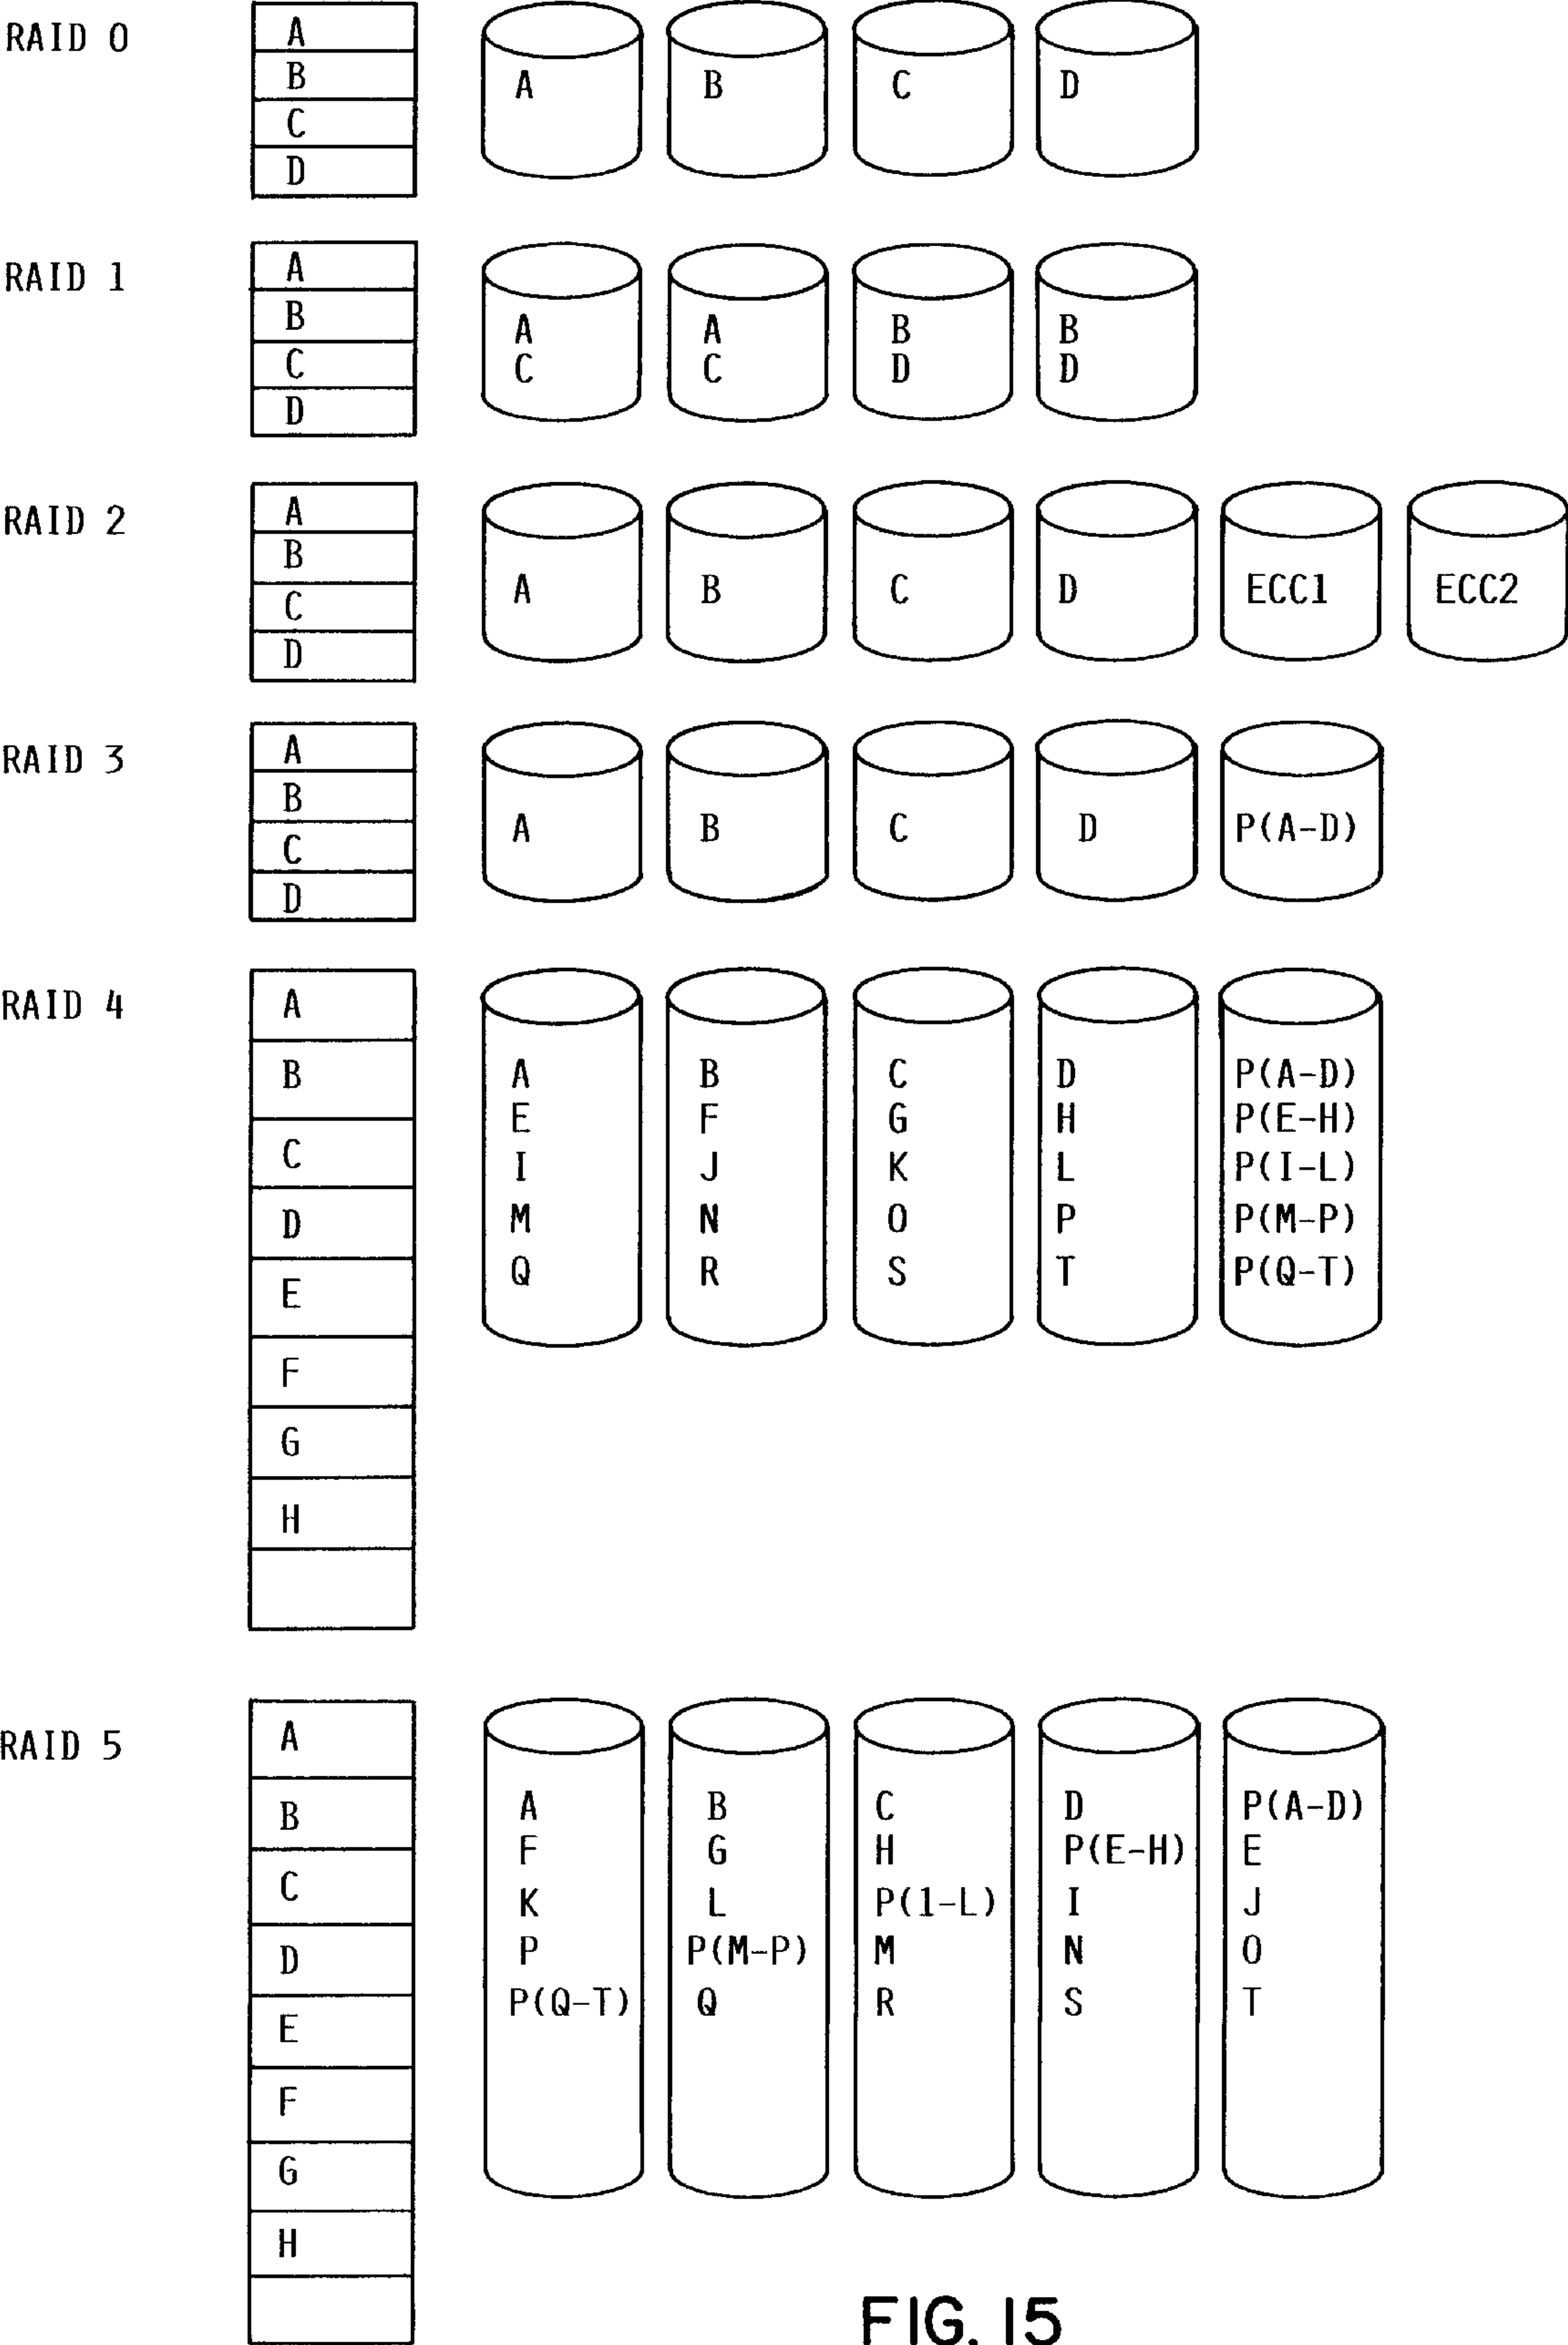 RAID 0
A
B
C
D
A B C D
RAID 1
A
B
C
D
A A B B
C C D D
RAID 2
A
B
C
D
A B C D ECC1 ECC2
RAID 3
A
B
C
D
A B C D P(A-D)
RAID 4
A
B
C
D
E
F
G
H
A B C D P(A-D)
E F G H P(E-H)
I J K L P(I-L)
M N O P P(M-P)
Q R S T P(Q-T)
RAID 5
A
B
C
D
E
F
G
H
A B C D P(A-D)
F G H P(E-H) E
K L P(1-L) I J
P P(M-P) M N O
P(Q-T) Q R S T
FIG. 15